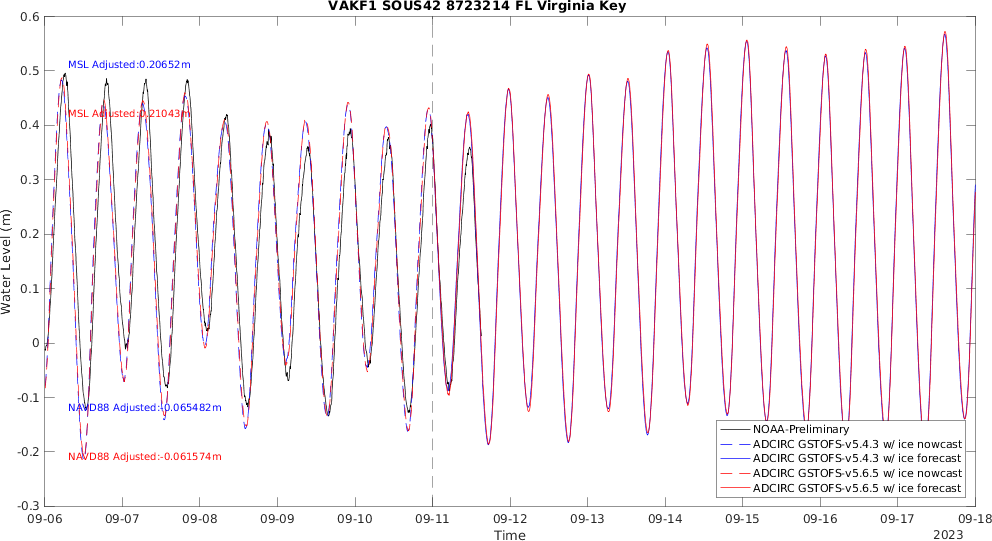 VAKF1 SOUS42 8723214 FL Virginia Key
0.6
0.5
0.4
0.3
0.2
0.1
0
-0.1
-0.2
-0.3
Water Level (m)
MSL Adjusted:0.20652m
MSL Adjusted:0.21043m
NAVD88 Adjusted:-0.065482m
NAVD88 Adjusted:-0.061574m
NOAA-Preliminary
ADCIRC GSTOFS-v5.4.3 w/ ice nowcast
ADCIRC GSTOFS-v5.4.3 w/ ice forecast
ADCIRC GSTOFS-v5.6.5 w/ ice nowcast
ADCIRC GSTOFS-v5.6.5 w/ ice forecast
09-06 09-07 09-08 09-09 09-10 09-11 09-12 09-13 09-14 09-15 09-16 09-17 09-18
Time
2023